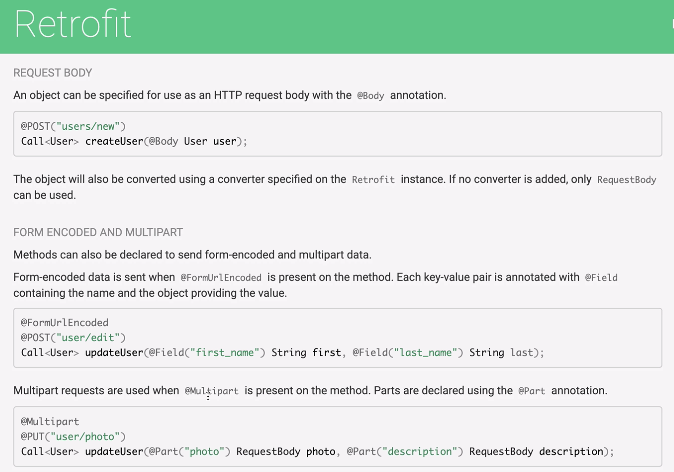 Retrofit
REQUEST BODY
An object can be specified for use as an HTTP request body with the @Body annotation.
@POST("users/new")
Call<User> createUser(@Body User user);
The object will also be converted using a converter specified on the Retrofit instance. If no converter is added, only RequestBody
can be used.
FORM ENCODED AND MULTIPART
Methods can also be declared to send form-encoded and multipart data.
Form-encoded data is sent when @FormUrlEncoded is present on the method. Each key-value pair is annotated with @Field
containing the name and the object providing the value.
@FormUrlEncoded
@POST("user/edit")
Call<User> updateUser(@Field("first_name") String first, @Field("last_name") String last);
Multipart requests are used when @Multipart is present on the method. Parts are declared using the @Part annotation.
@Multipart
@PUT("user/photo")
Call<User> updateUser(@Part("photo") RequestBody photo, @Part("description") RequestBody description);